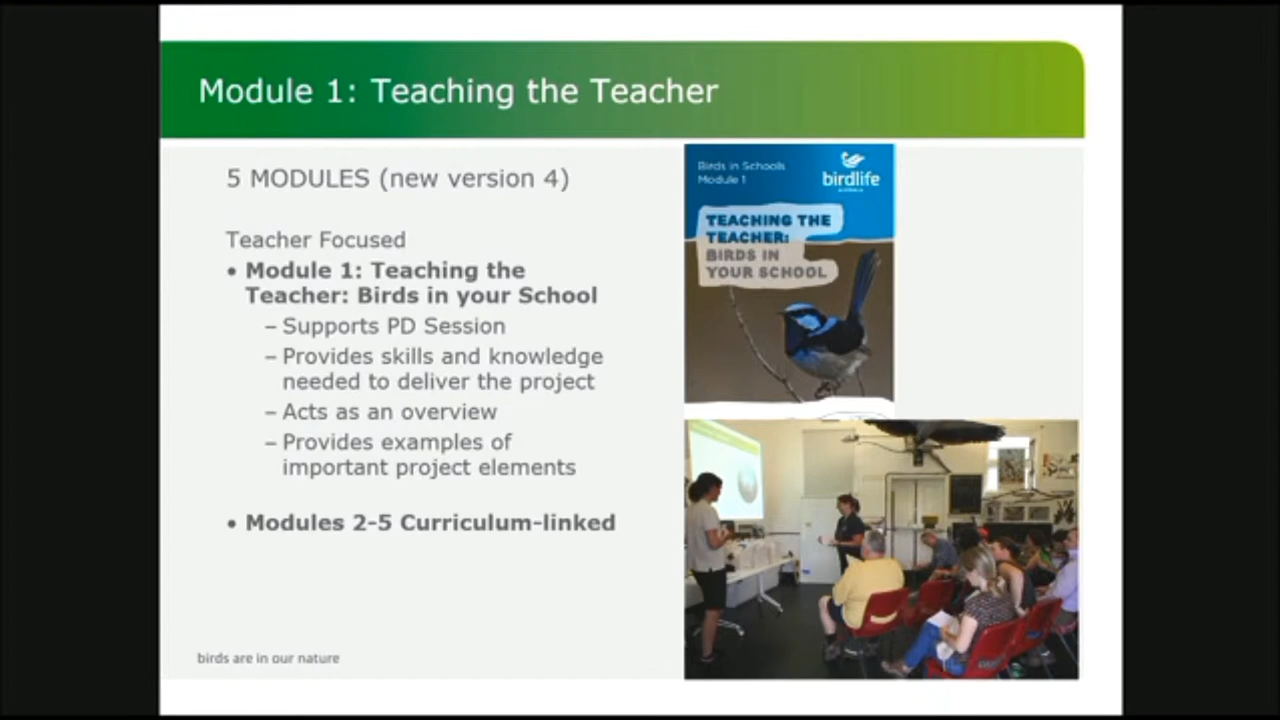 Module 1: Teaching the Teacher
5 MODULES (new version 4)
Teacher Focused
• Module 1: Teaching the
Teacher: Birds in your School
– Supports PD Session
– Provides skills and knowledge
needed to deliver the project
– Acts as an overview
– Provides examples of
important project elements
• Modules 2-5 Curriculum-linked
birds are in our nature
Birds in Schools
Module 1
birdlife
AUSTRALIA
TEACHING THE
TEACHER:
BIRDS IN
YOUR SCHOOL